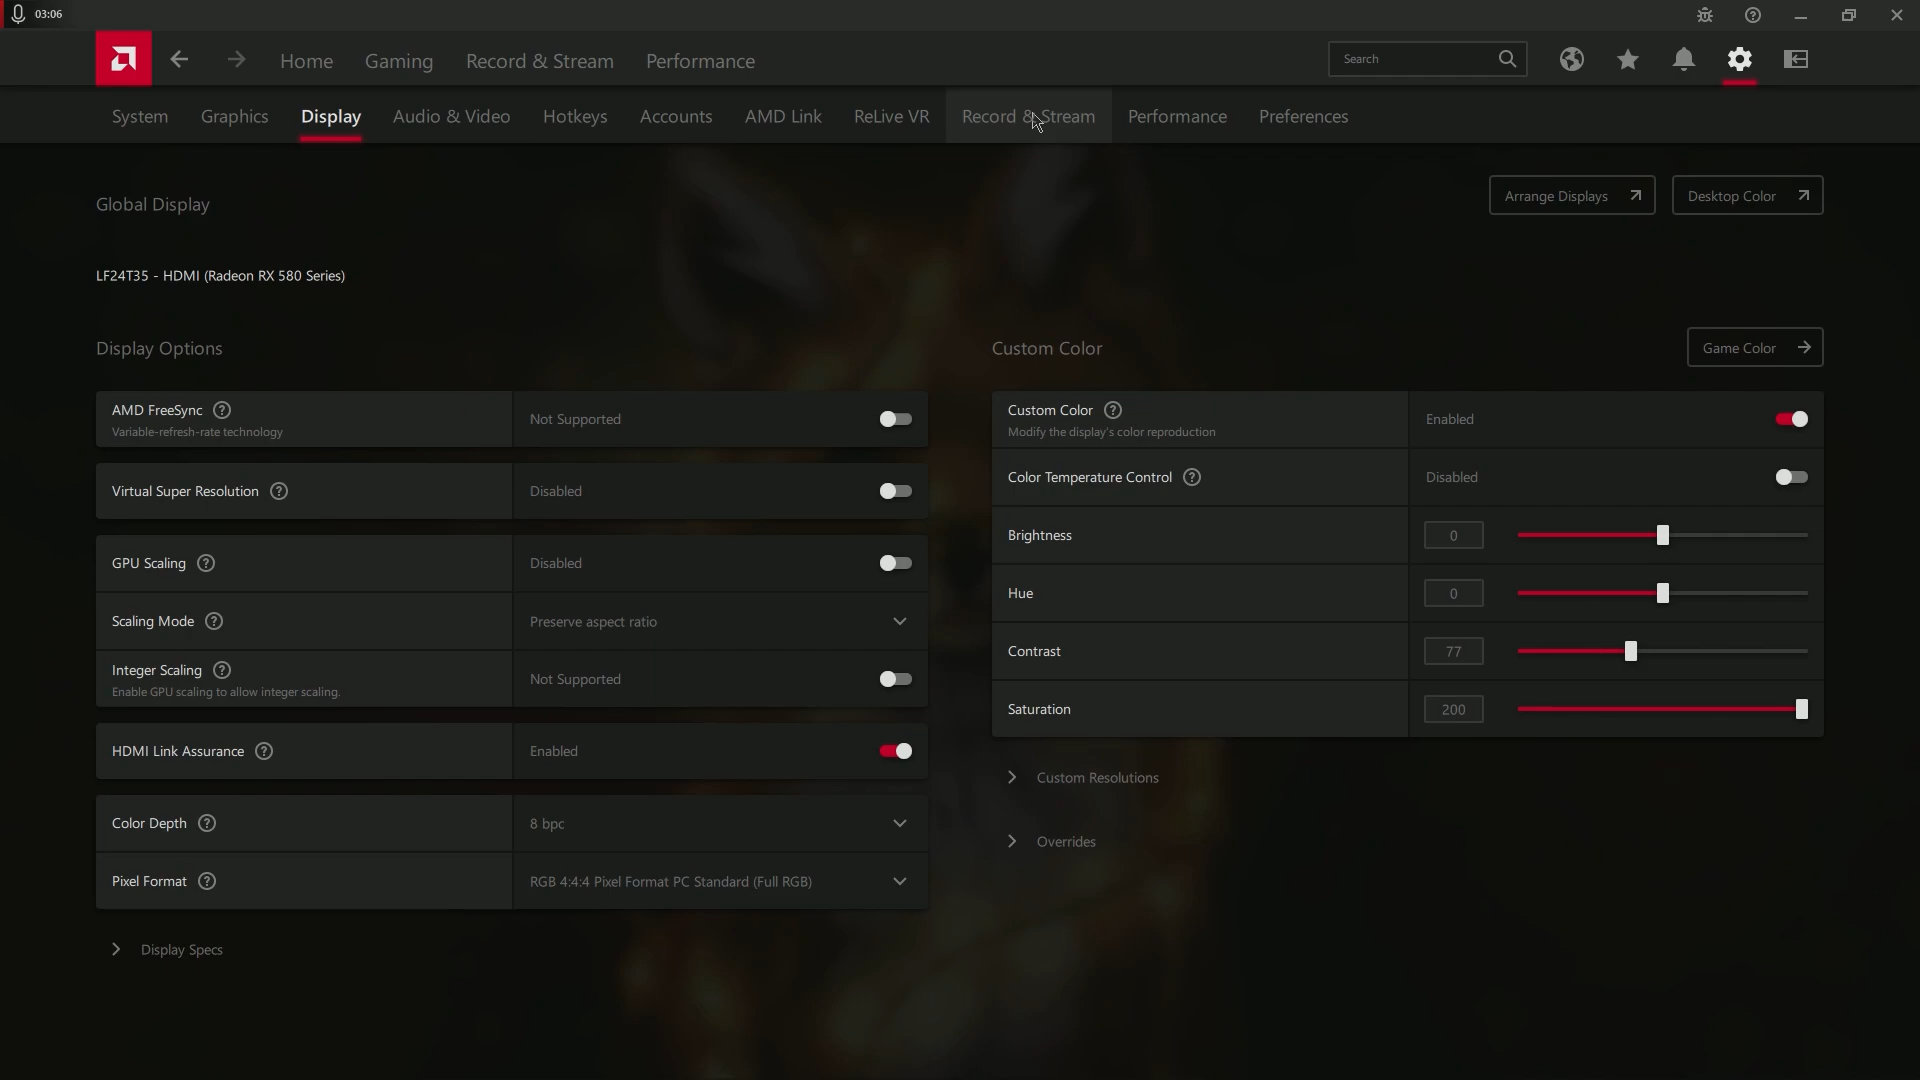 03:06
Home Gaming Record & Stream Performance Search
System Graphics Display Audio & Video Hotkeys Accounts AMD Link ReLive VR Record & Stream Performance Preferences
Global Display Arrange Displays Desktop Color
LF24T35 - HDMI (Radeon RX 580 Series)
Display Options
AMD FreeSync
Variable-refresh-rate technology
Not Supported
Virtual Super Resolution Disabled
GPU Scaling Disabled
Scaling Mode Preserve aspect ratio
Integer Scaling
Enable GPU scaling to allow integer scaling.
Not Supported
HDMI Link Assurance Enabled
Color Depth 8 bpc
Pixel Format RGB 4:4:4 Pixel Format PC Standard (Full RGB)
Display Specs
Custom Color Game Color
Custom Color
Modify the display's color reproduction
Enabled
Color Temperature Control Disabled
Brightness 0
Hue 0
Contrast 77
Saturation 200
Custom Resolutions
Overrides